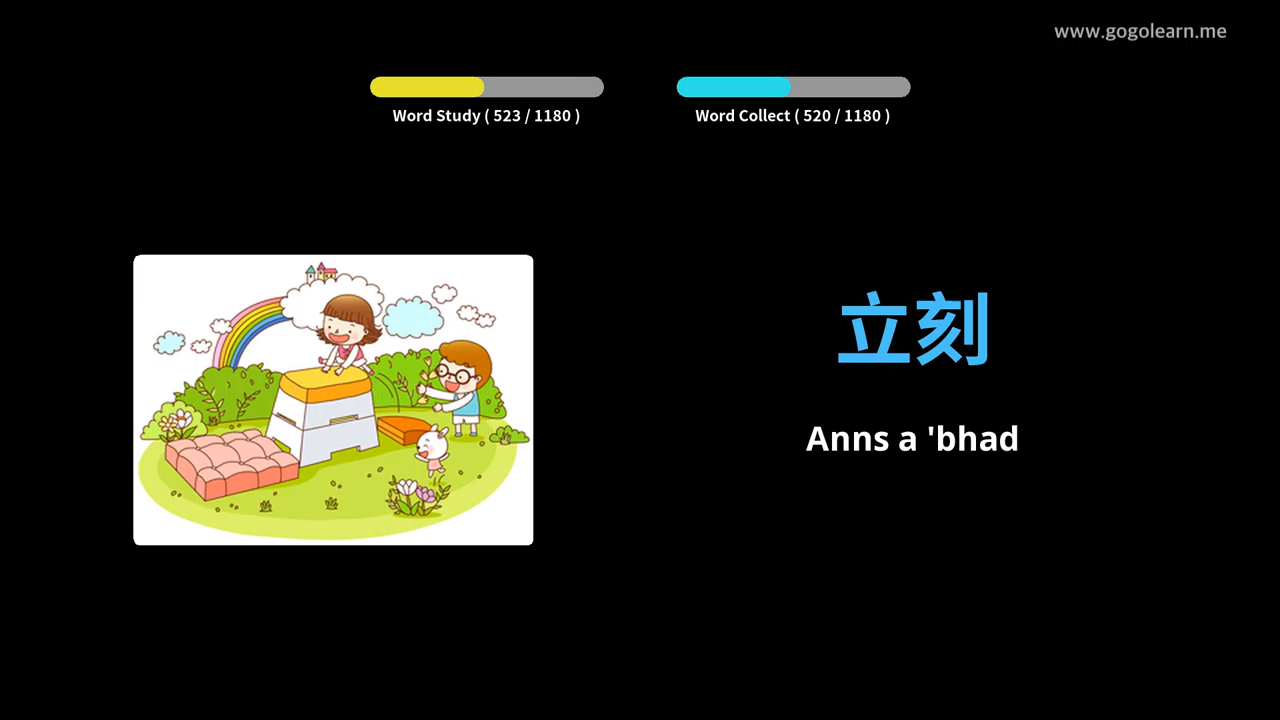 www.gogolearn.me
Word Study ( 523 / 1180 )
Word Collect ( 520 / 1180 )
立刻
Anns a 'bhad